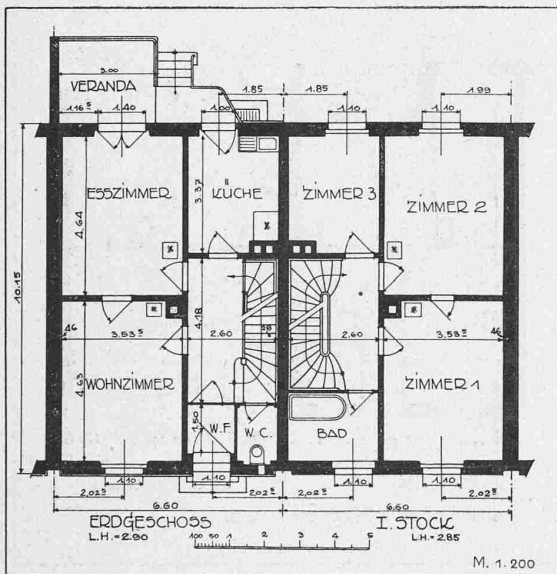 3.00
VERANDA
1.16⁵ 1.40 1.00 1.85 1.85 1.10 1.10 1.99
ESSZIMMER KÜCHE ZIMMER 3 ZIMMER 2
3.37
4.64
10.15
4.18
46 3.53⁵ 2.60 2.60 3.53⁵ 46
4.63
WOHNZIMMER ZIMMER 1
1.50 W.F. W.C. BAD
1.10 1.10 1.10 1.10
2.02⁵ 2.02⁵ 2.02⁵ 2.02⁵
6.60 6.60
ERDGESCHOSS I. STOCK
L.H. = 2.90 100 50 1 2 3 4 5 L.H. = 2.85
M. 1:200